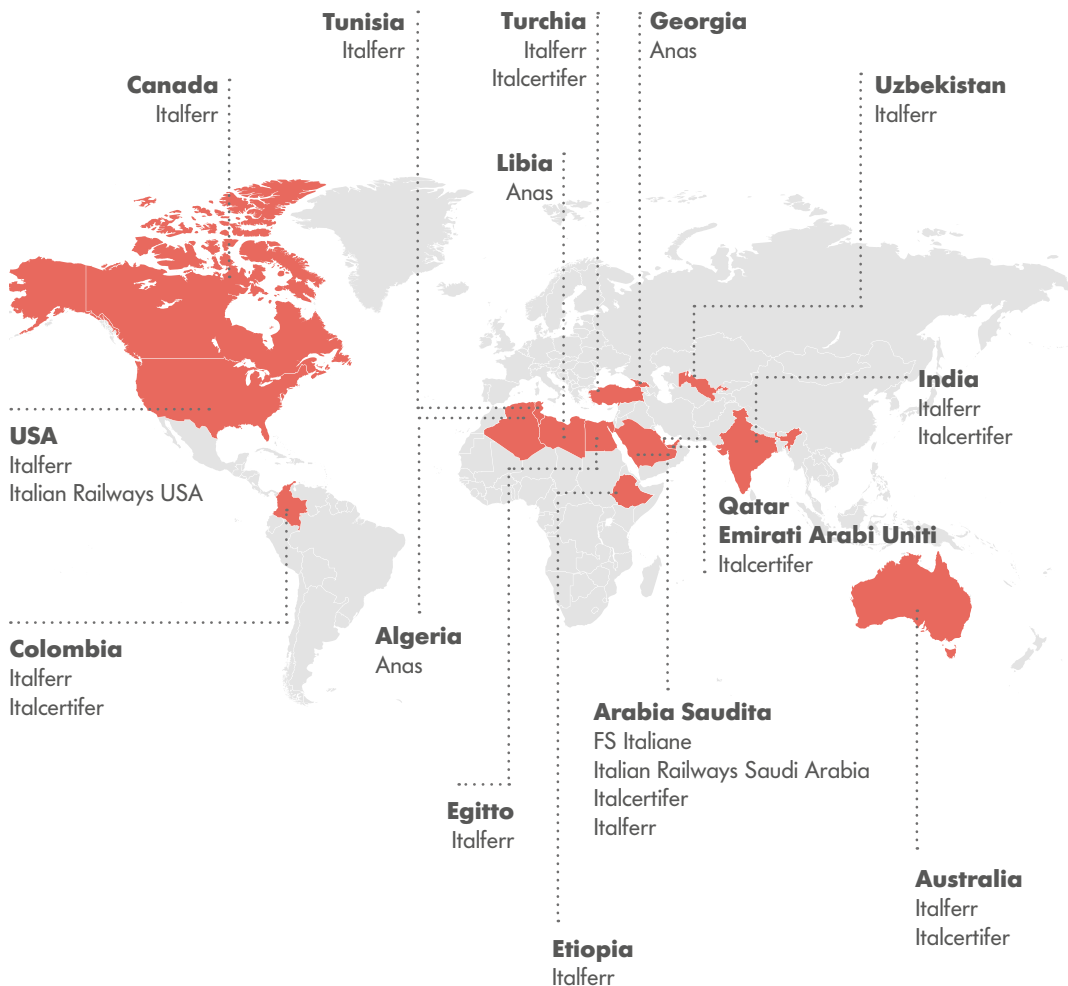 Tunisia
Italferr
Turchia
Italferr
Italcertifer
Georgia
Anas
Canada
Italferr
Uzbekistan
Italferr
Libia
Anas
India
Italferr
Italcertifer
USA
Italferr
Italian Railways USA
Qatar
Emirati Arabi Uniti
Italcertifer
Colombia
Italferr
Italcertifer
Algeria
Anas
Arabia Saudita
FS Italiane
Italian Railways Saudi Arabia
Italcertifer
Italferr
Egitto
Italferr
Australia
Italferr
Italcertifer
Etiopia
Italferr